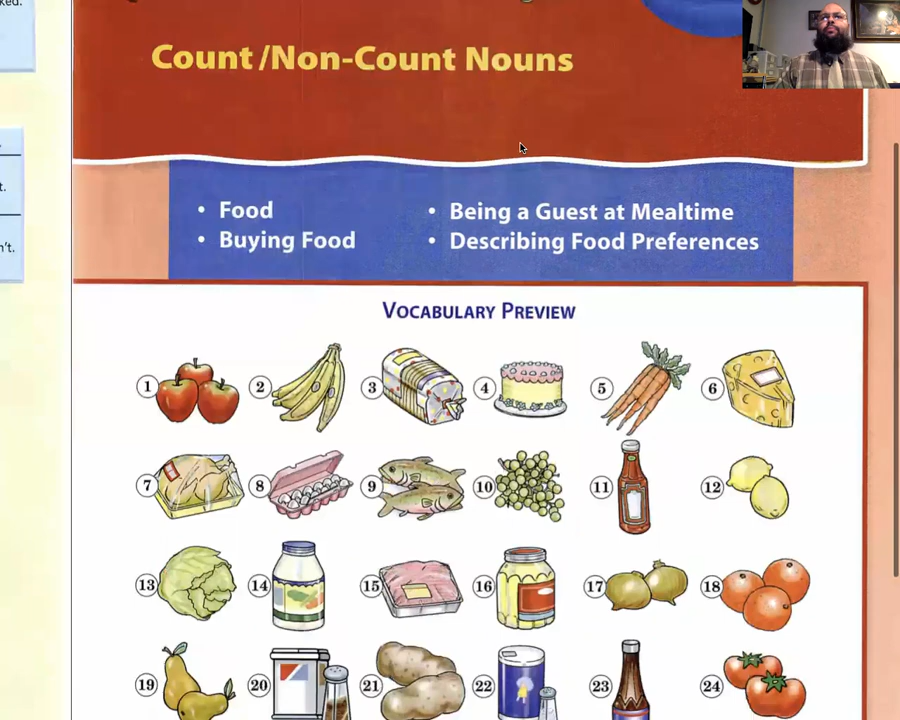 ked.
t.
n't.
Count/Non-Count Nouns
• Food
• Buying Food
• Being a Guest at Mealtime
• Describing Food Preferences
VOCABULARY PREVIEW
1 2 3 4 5 6
7 8 9 10 11 12
13 14 15 16 17 18
19 20 21 22 23 24